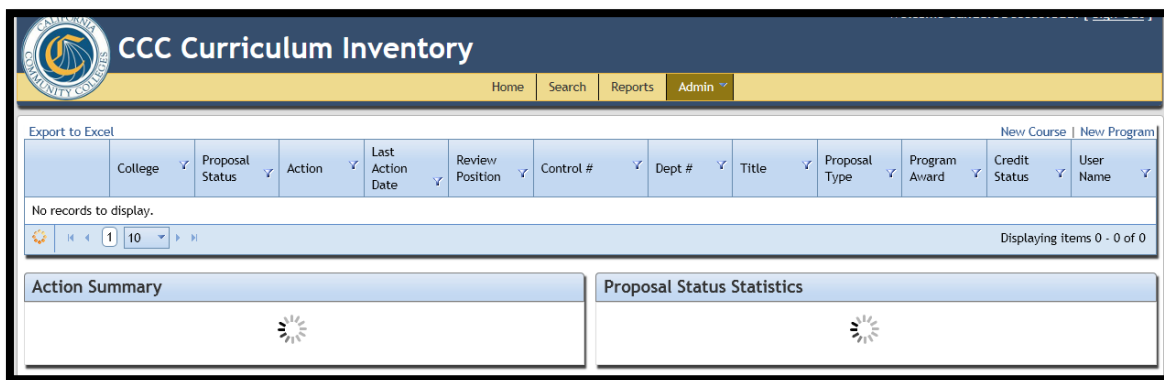 CALIFORNIA
COMMUNITY COLLEGES
CCC Curriculum Inventory
Home Search Reports Admin
Export to Excel
New Course | New Program
College
Proposal Status
Action
Last Action Date
Review Position
Control #
Dept #
Title
Proposal Type
Program Award
Credit Status
User Name
No records to display.
1 10
Displaying items 0 - 0 of 0
Action Summary
Proposal Status Statistics